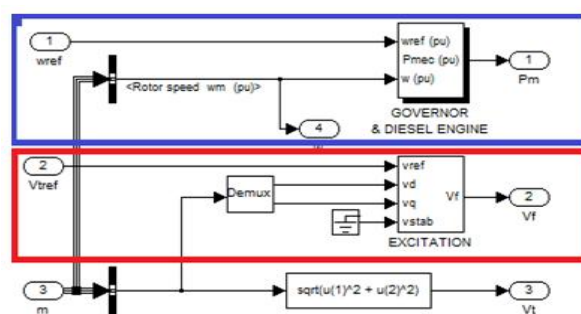 1
wref
<Rotor speed wm (pu)>
wref (pu)
Pmec (pu)
w (pu)
GOVERNOR
& DIESEL ENGINE
1
Pm
4
2
Vtref
Demux
vref
vd
vq
vstab
Vf
EXCITATION
2
Vf
3
m
sqrt(u(1)^2 + u(2)^2)
3
Vt